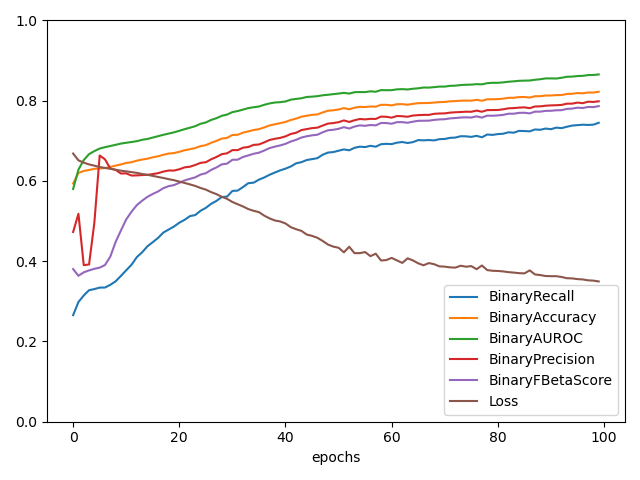 1.0
0.8
0.6
0.4
0.2
0.0
BinaryRecall
BinaryAccuracy
BinaryAUROC
BinaryPrecision
BinaryFBetaScore
Loss
0 20 40 60 80 100
epochs